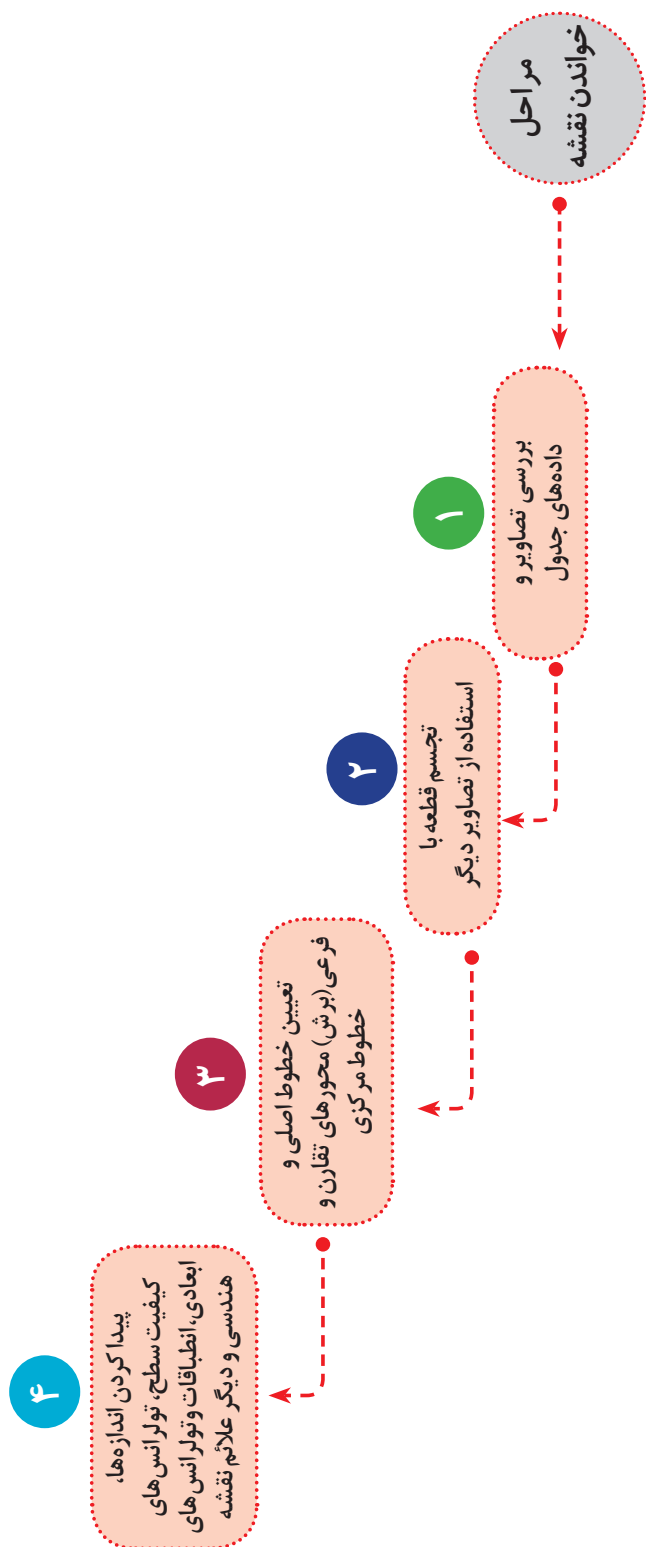 مراحل
خواندن نقشه
۱
بررسی تصاویر و
داده‌های جدول
۲
تجسم قطعه با
استفاده از تصاویر دیگر
۳
تعیین خطوط اصلی و
فرعی(برش) محورهای تقارن و
خطوط مرکزی
۴
پیدا کردن اندازه‌ها،
کیفیت سطح، تولرانس‌های
ابعادی، انطباقات و تولرانس‌های
هندسی و دیگر علائم نقشه